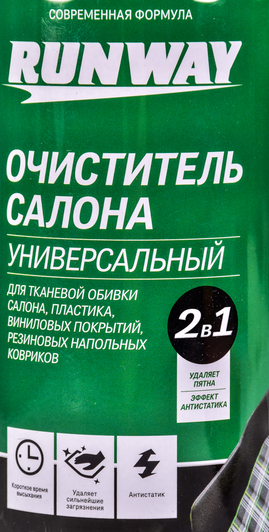 СОВРЕМЕННАЯ ФОРМУЛА
RUNWAY
ОЧИСТИТЕЛЬ
САЛОНА
УНИВЕРСАЛЬНЫЙ
ДЛЯ ТКАНЕВОЙ ОБИВКИ
САЛОНА, ПЛАСТИКА,
ВИНИЛОВЫХ ПОКРЫТИЙ,
РЕЗИНОВЫХ НАПОЛЬНЫХ
КОВРИКОВ
2в1
УДАЛЯЕТ
ПЯТНА
ЭФФЕКТ
АНТИСТАТИКА
Короткое время
высыхания
Удаляет
сильнейшие
загрязнения
Антистатик